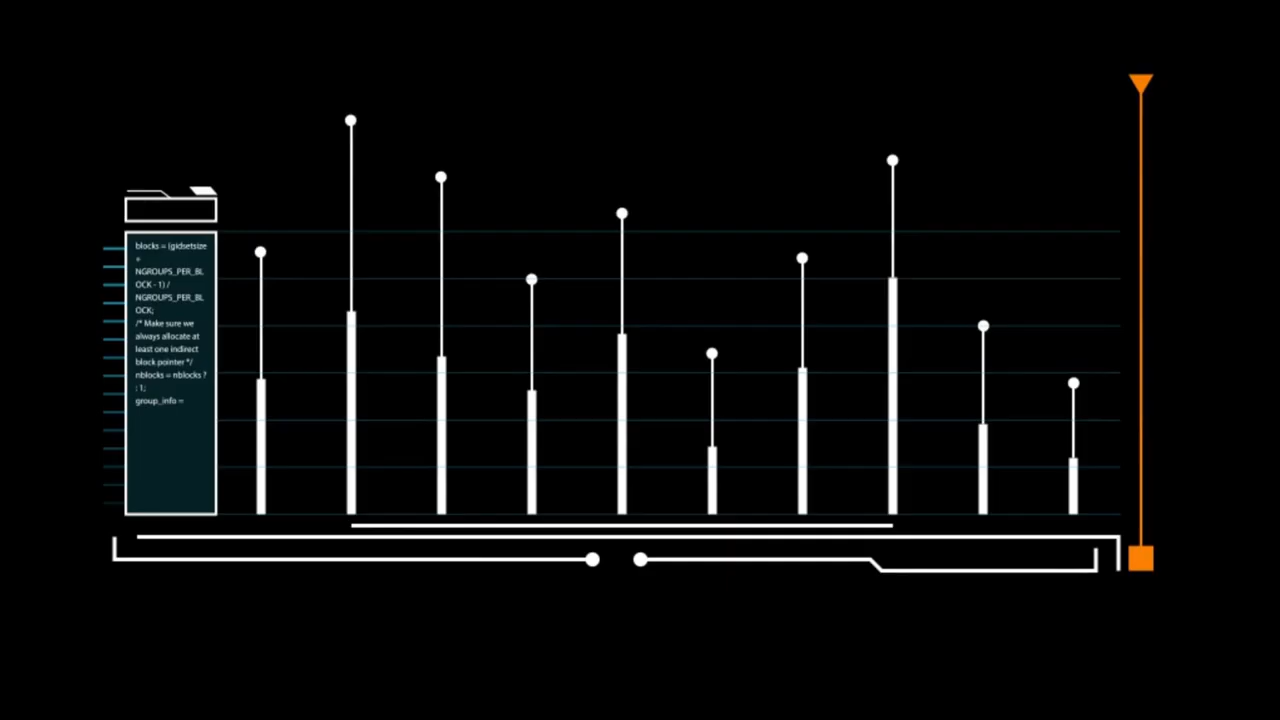 blocks = (gidsetsize
+
NGROUPS_PER_BL
OCK - 1) /
NGROUPS_PER_BL
OCK;
/* Make sure we
always allocate at
least one indirect
block pointer */
nblocks = nblocks ?
: 1;
group_info =